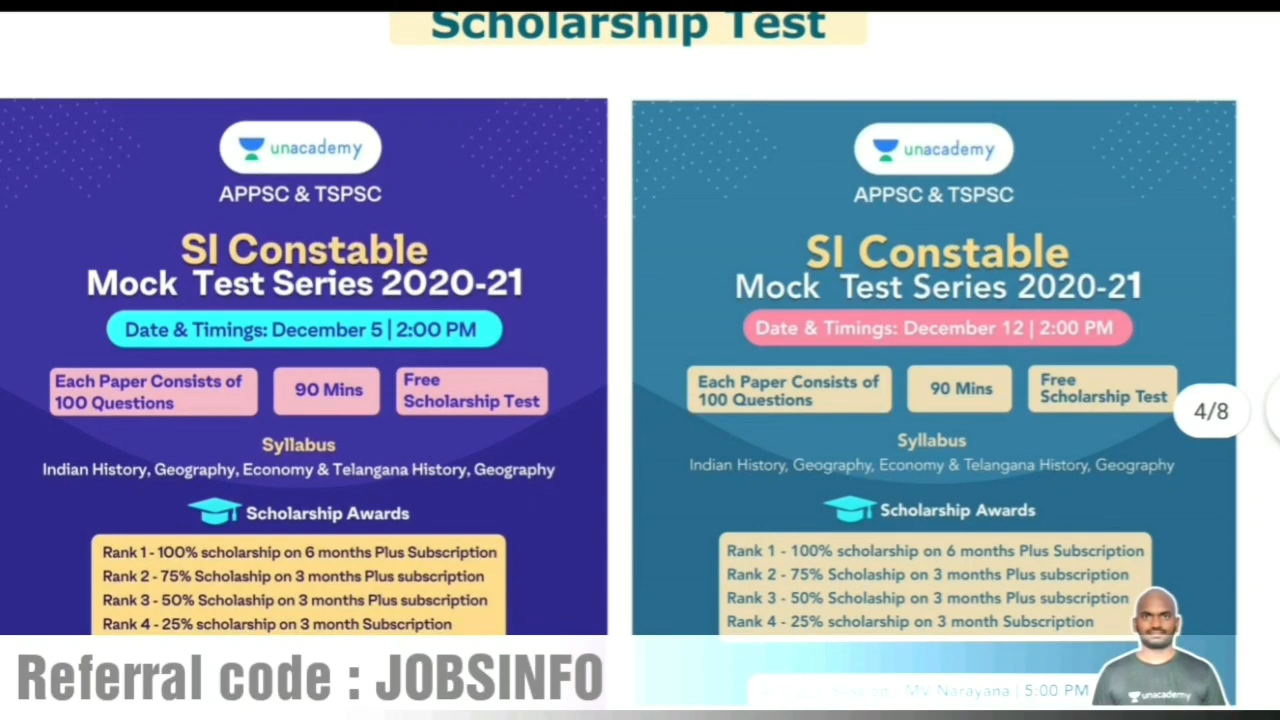 Scholarship Test
unacademy
APPSC & TSPSC
SI Constable
Mock Test Series 2020-21
Date & Timings: December 5 | 2:00 PM
Each Paper Consists of
100 Questions
90 Mins
Free
Scholarship Test
Syllabus
Indian History, Geography, Economy & Telangana History, Geography
Scholarship Awards
Rank 1 - 100% scholarship on 6 months Plus Subscription
Rank 2 - 75% Scholaship on 3 months Plus subscription
Rank 3 - 50% Scholaship on 3 months Plus subscription
Rank 4 - 25% scholarship on 3 month Subscription
unacademy
APPSC & TSPSC
SI Constable
Mock Test Series 2020-21
Date & Timings: December 12 | 2:00 PM
Each Paper Consists of
100 Questions
90 Mins
Free
Scholarship Test
Syllabus
Indian History, Geography, Economy & Telangana History, Geography
Scholarship Awards
Rank 1 - 100% scholarship on 6 months Plus Subscription
Rank 2 - 75% Scholaship on 3 months Plus subscription
Rank 3 - 50% Scholaship on 3 months Plus subscription
Rank 4 - 25% scholarship on 3 month Subscription
4/8
Referral code : JOBSINFO
MV Narayana | 5:00 PM
unacademy